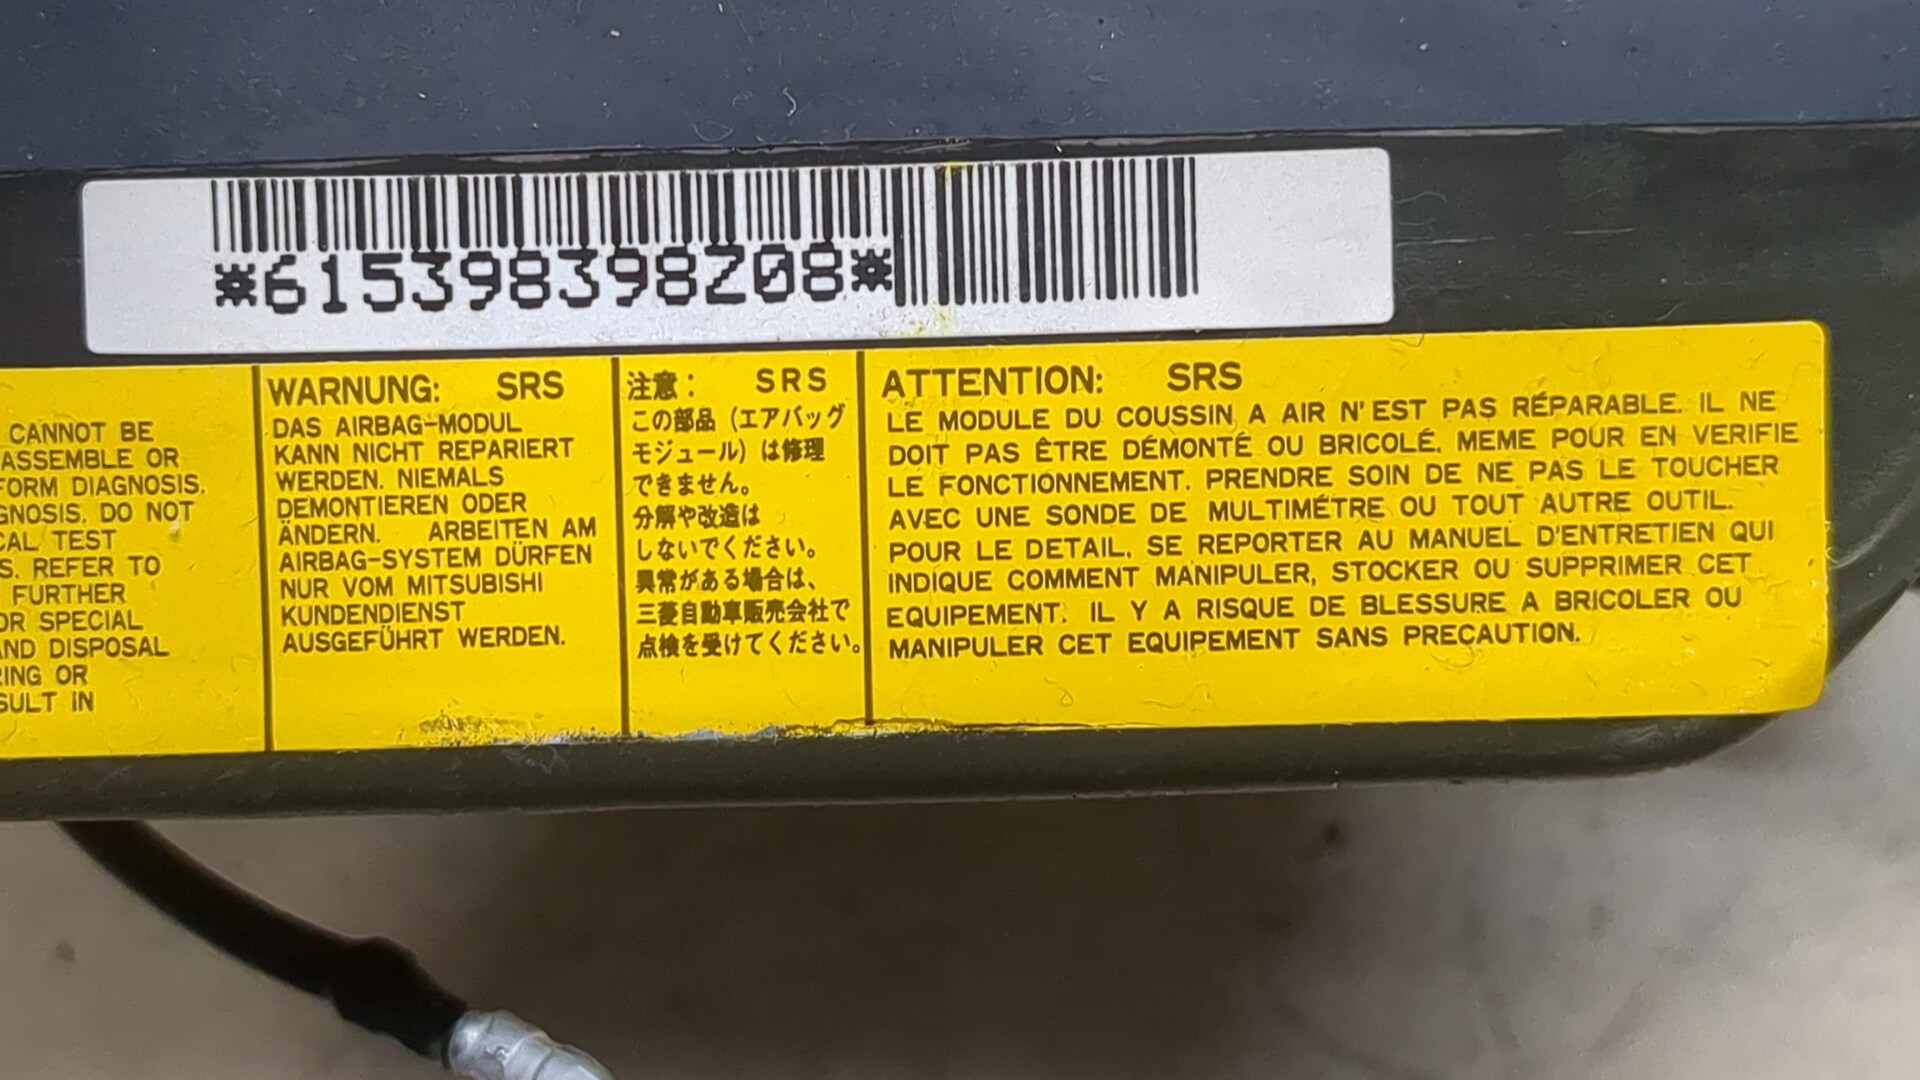 *615398398Z08*
CANNOT BE
ASSEMBLE OR
FORM DIAGNOSIS.
GNOSIS. DO NOT
CAL TEST
S. REFER TO
FURTHER
OR SPECIAL
AND DISPOSAL
RING OR
SULT IN
WARNUNG: SRS
DAS AIRBAG-MODUL
KANN NICHT REPARIERT
WERDEN. NIEMALS
DEMONTIEREN ODER
ÄNDERN. ARBEITEN AM
AIRBAG-SYSTEM DÜRFEN
NUR VOM MITSUBISHI
KUNDENDIENST
AUSGEFÜHRT WERDEN.
注意： SRS
この部品（エアバッグ
モジュール）は修理
できません。
分解や改造は
しないでください。
異常がある場合は、
三菱自動車販売会社で
点検を受けてください。
ATTENTION: SRS
LE MODULE DU COUSSIN A AIR N'EST PAS RÉPARABLE. IL NE
DOIT PAS ÊTRE DÉMONTÉ OU BRICOLÉ, MEME POUR EN VERIFIE
LE FONCTIONNEMENT. PRENDRE SOIN DE NE PAS LE TOUCHER
AVEC UNE SONDE DE MULTIMÉTRE OU TOUT AUTRE OUTIL.
POUR LE DETAIL, SE REPORTER AU MANUEL D'ENTRETIEN QUI
INDIQUE COMMENT MANIPULER, STOCKER OU SUPPRIMER CET
EQUIPEMENT. IL Y A RISQUE DE BLESSURE A BRICOLER OU
MANIPULER CET EQUIPEMENT SANS PRECAUTION.